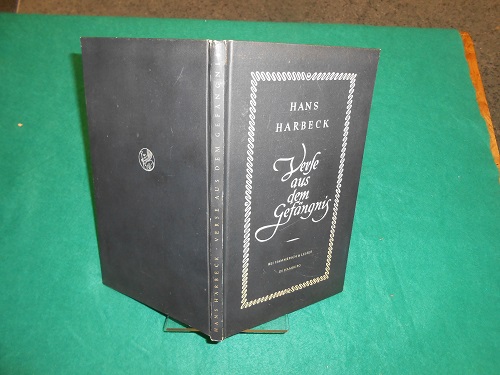 HANS
HARBECK
Verse
aus
dem
Gefängnis
HANS HARBECK · VERSE AUS DEM GEFÄNGNIS